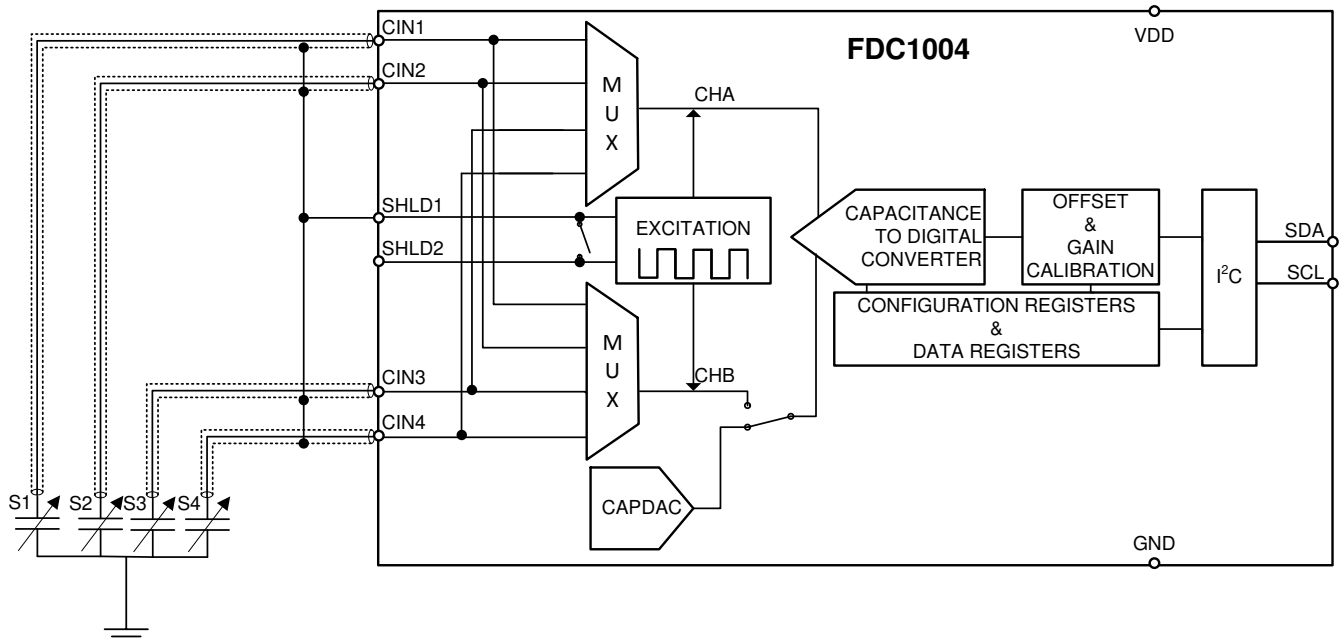 CIN1
FDC1004
VDD
CIN2
M
U
X
CHA
SHLD1
EXCITATION
CAPACITANCE
TO DIGITAL
CONVERTER
OFFSET
&
GAIN
CALIBRATION
I²C
SDA
SCL
SHLD2
CONFIGURATION REGISTERS
&
DATA REGISTERS
M
U
X
CIN3
CHB
CIN4
S1
S2
S3
S4
CAPDAC
GND